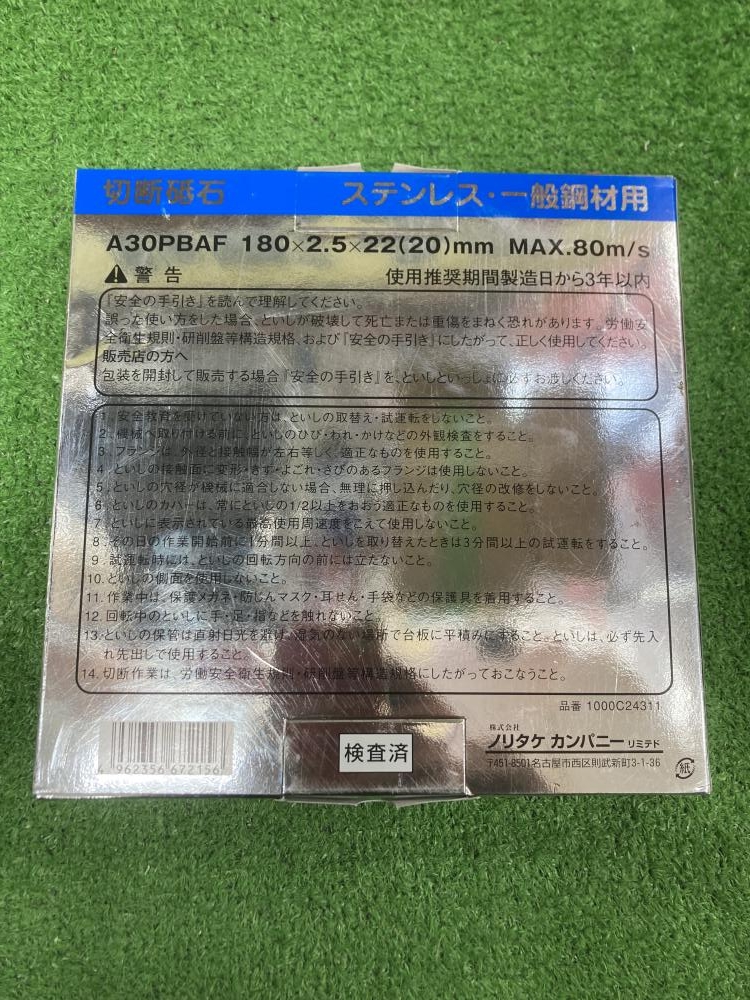 切断砥石 ステンレス・一般鋼材用
A30PBAF 180×2.5×22(20)mm MAX.80m/s
警告 使用推奨期間製造日から3年以内
『安全の手引き』を読んで理解してください。
誤った使い方をした場合、といしが破壊して死亡または重傷をまねく恐れがあります。労働安
全衛生規則・研削盤等構造規格、および『安全の手引き』にしたがって、正しく使用してください。
販売店の方へ
包装を開封して販売する場合『安全の手引き』を、といしといっしょに必ずお渡しください。
1. 安全教育を受けていない方は、といしの取替え・試運転をしないこと。
2. 機械へ取り付ける前に、といしのひび・われ・かけなどの外観検査をすること。
3. フランジは、外径と接触幅が左右等しく、適正なものを使用すること。
4. といしの接触面に変形・きず・よごれ・さびのあるフランジは使用しないこと。
5. といしの穴径が機械に適合しない場合、無理に押し込んだり、穴径の改修をしないこと。
6. といしのカバーは、常にといしの1/2以上をおおう適正なものを使用すること。
7. といしに表示されている最高使用周速度をこえて使用しないこと。
8. その日の作業開始前に1分間以上、といしを取り替えたときは3分間以上の試運転をすること。
9. 試運転時には、といしの回転方向の前には立たないこと。
10. といしの側面を使用しないこと。
11. 作業中は、保護メガネ・防じんマスク・耳せん・手袋などの保護具を着用すること。
12. 回転中のといしに手・足・指などを触れないこと。
13. といしの保管は直射日光を避け、湿気のない場所で台板に平積みにすること。といしは、必ず先入
れ先出しで使用すること。
14. 切断作業は、労働安全衛生規則・研削盤等構造規格にしたがっておこなうこと。
品番 1000C24311
4962356672156
検査済
株式会社
ノリタケ カンパニー リミテド
〒451-8501名古屋市西区則武新町3-1-36
紙